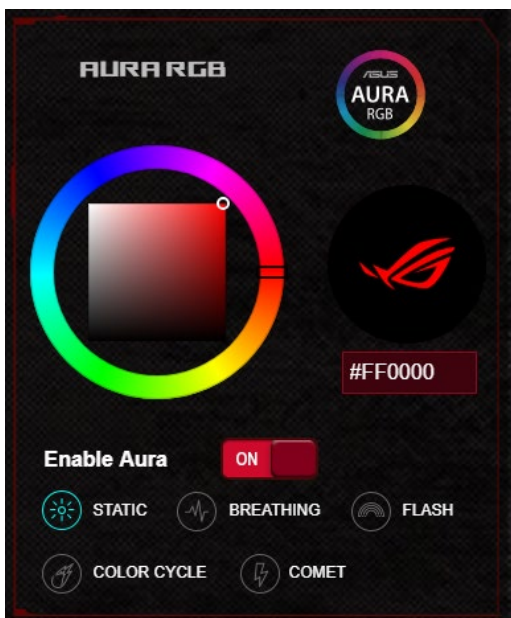 AURA RGB
ASUS
AURA
RGB
#FF0000
Enable Aura ON
STATIC BREATHING FLASH
COLOR CYCLE COMET